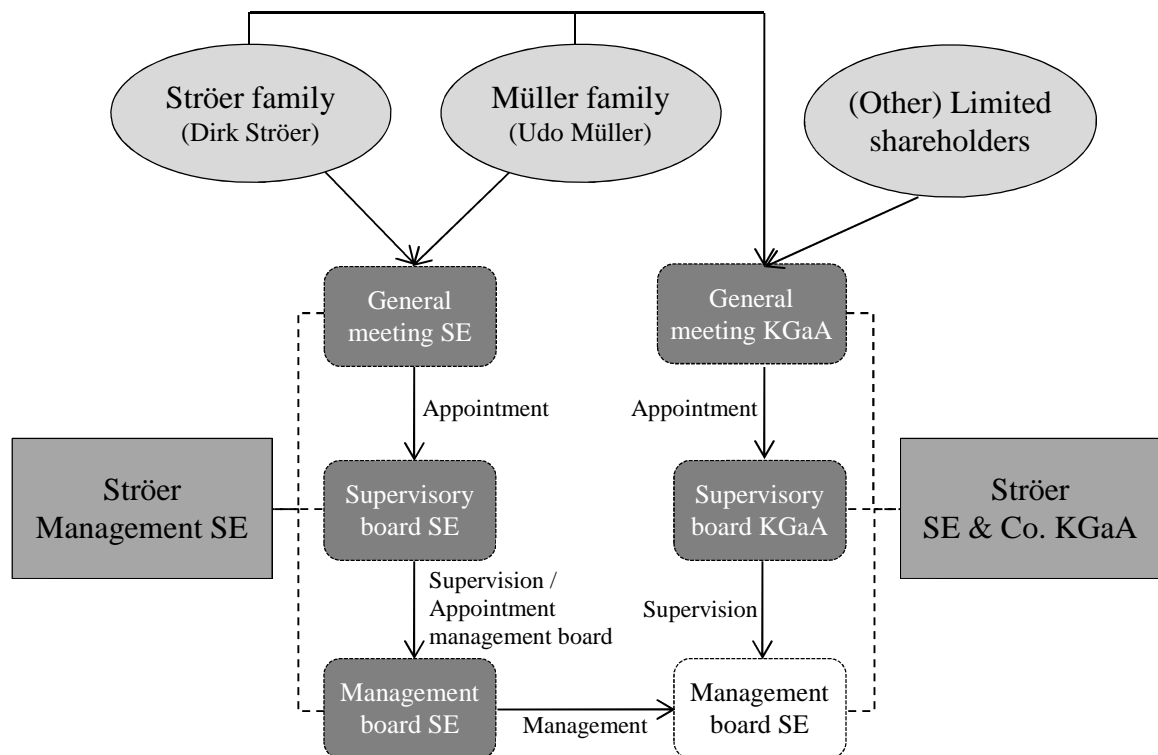 Ströer family
(Dirk Ströer)
Müller family
(Udo Müller)
(Other) Limited
shareholders
General
meeting SE
General
meeting KGaA
Appointment
Appointment
Ströer
Management SE
Supervisory
board SE
Supervisory
board KGaA
Ströer
SE & Co. KGaA
Supervision /
Appointment
management board
Supervision
Management
board SE
Management
Management
board SE